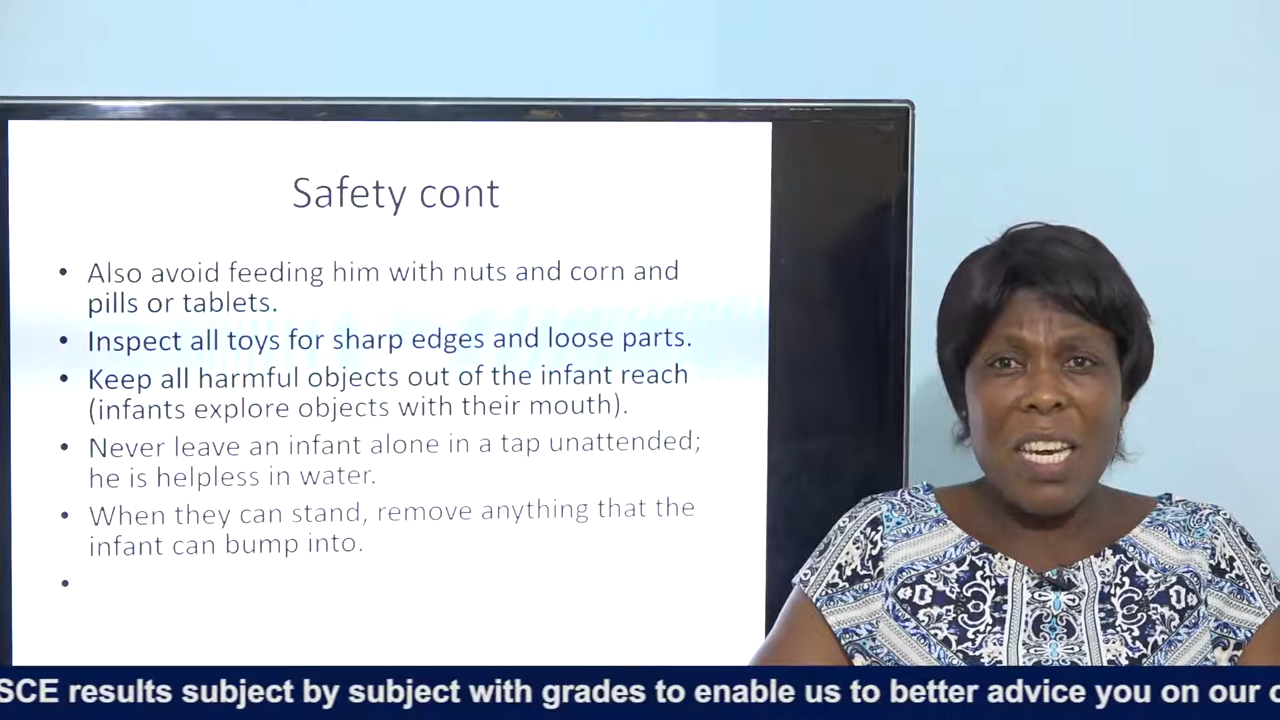 Safety cont
• Also avoid feeding him with nuts and corn and
pills or tablets.
• Inspect all toys for sharp edges and loose parts.
• Keep all harmful objects out of the infant reach
(infants explore objects with their mouth).
• Never leave an infant alone in a tap unattended;
he is helpless in water.
• When they can stand, remove anything that the
infant can bump into.
•
SCE results subject by subject with grades to enable us to better advice you on our